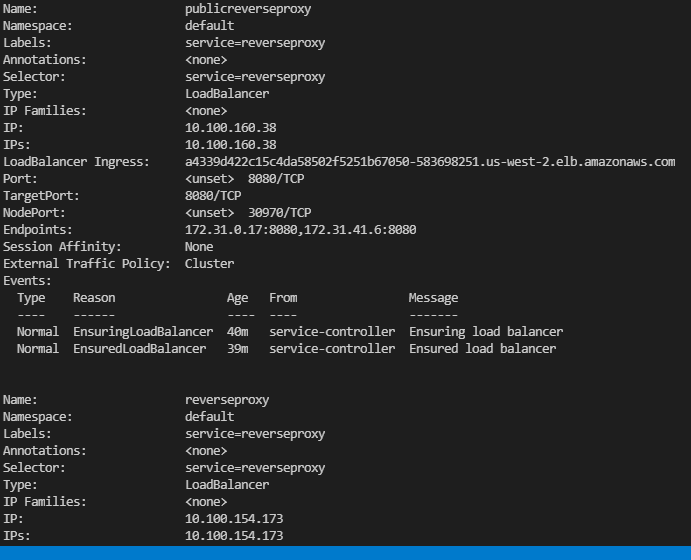 Name:                     publicreverseproxy
Namespace:                default
Labels:                   service=reverseproxy
Annotations:              <none>
Selector:                 service=reverseproxy
Type:                     LoadBalancer
IP Families:              <none>
IP:                       10.100.160.38
IPs:                      10.100.160.38
LoadBalancer Ingress:     a4339d422c15c4da58502f5251b67050-583698251.us-west-2.elb.amazonaws.com
Port:                     <unset>  8080/TCP
TargetPort:               8080/TCP
NodePort:                 <unset>  30970/TCP
Endpoints:                172.31.0.17:8080,172.31.41.6:8080
Session Affinity:         None
External Traffic Policy:  Cluster
Events:
  Type    Reason                Age   From                Message
  ----    ------                ----  ----                -------
  Normal  EnsuringLoadBalancer  40m   service-controller  Ensuring load balancer
  Normal  EnsuredLoadBalancer   39m   service-controller  Ensured load balancer
Name:                     reverseproxy
Namespace:                default
Labels:                   service=reverseproxy
Annotations:              <none>
Selector:                 service=reverseproxy
Type:                     LoadBalancer
IP Families:              <none>
IP:                       10.100.154.173
IPs:                      10.100.154.173